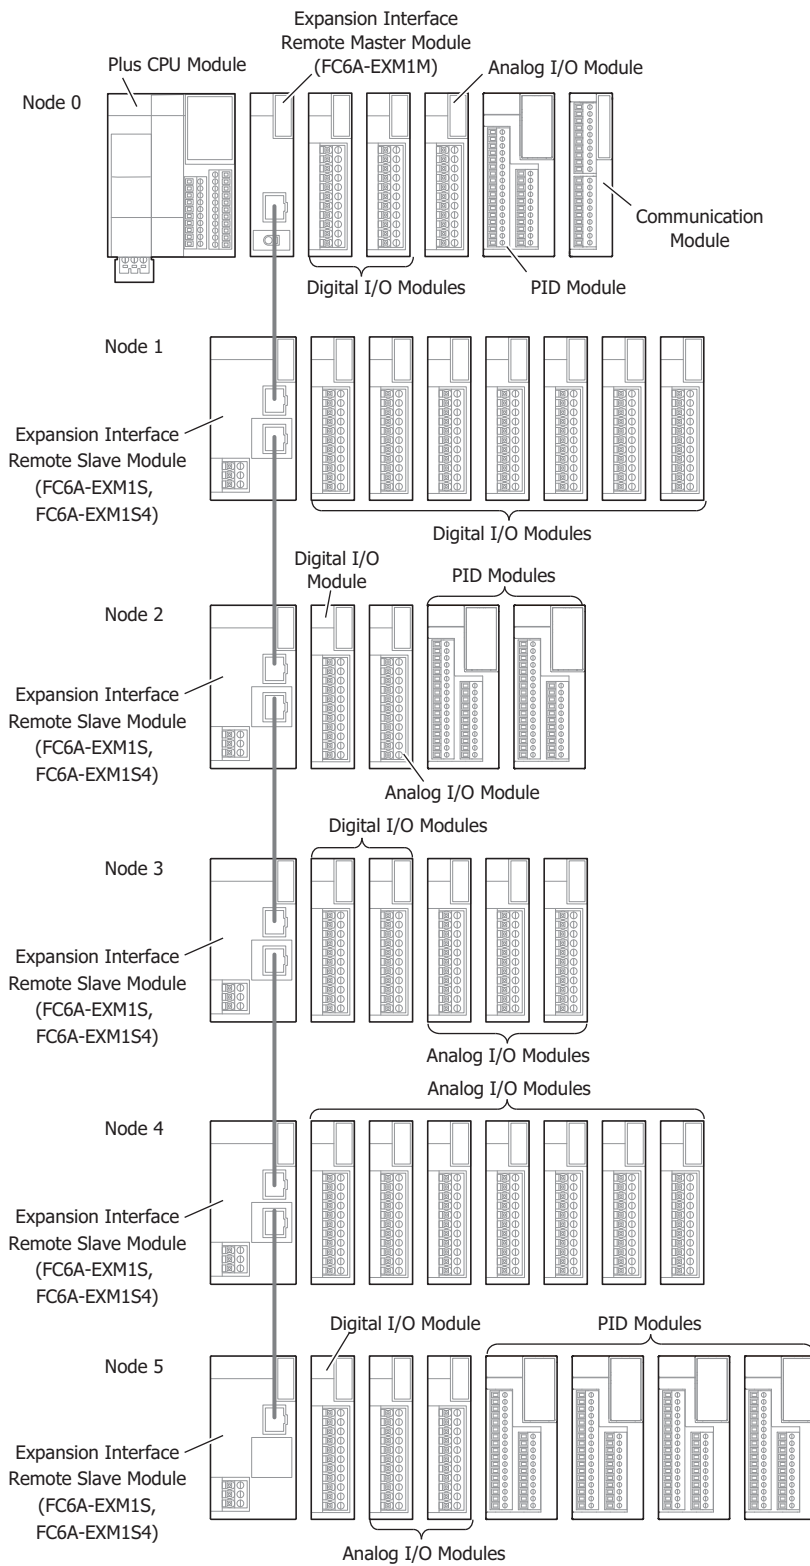 Expansion Interface
Remote Master Module
(FC6A-EXM1M)
Plus CPU Module
Analog I/O Module
Node 0
Communication
Module
Digital I/O Modules
PID Module
Node 1
Expansion Interface
Remote Slave Module
(FC6A-EXM1S,
FC6A-EXM1S4)
Digital I/O Modules
Digital I/O
Module
PID Modules
Node 2
Expansion Interface
Remote Slave Module
(FC6A-EXM1S,
FC6A-EXM1S4)
Analog I/O Module
Digital I/O Modules
Node 3
Expansion Interface
Remote Slave Module
(FC6A-EXM1S,
FC6A-EXM1S4)
Analog I/O Modules
Analog I/O Modules
Node 4
Expansion Interface
Remote Slave Module
(FC6A-EXM1S,
FC6A-EXM1S4)
Digital I/O Module
PID Modules
Node 5
Expansion Interface
Remote Slave Module
(FC6A-EXM1S,
FC6A-EXM1S4)
Analog I/O Modules